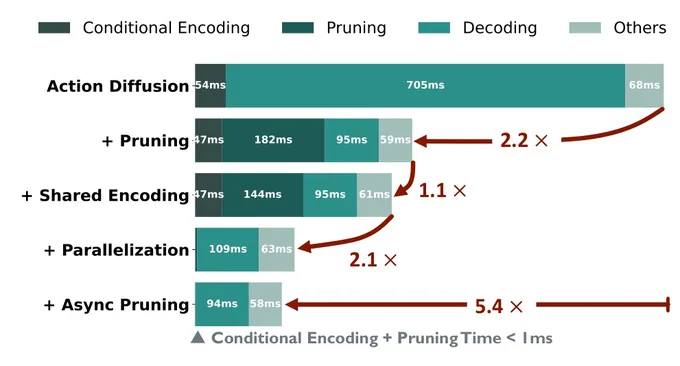 Conditional Encoding Pruning Decoding Others
Action Diffusion 54ms 705ms 68ms
+ Pruning 47ms 182ms 95ms 59ms 2.2 ×
+ Shared Encoding 47ms 144ms 95ms 61ms 1.1 ×
+ Parallelization 109ms 63ms 2.1 ×
+ Async Pruning 94ms 58ms 5.4 ×
▲ Conditional Encoding + Pruning Time < 1ms